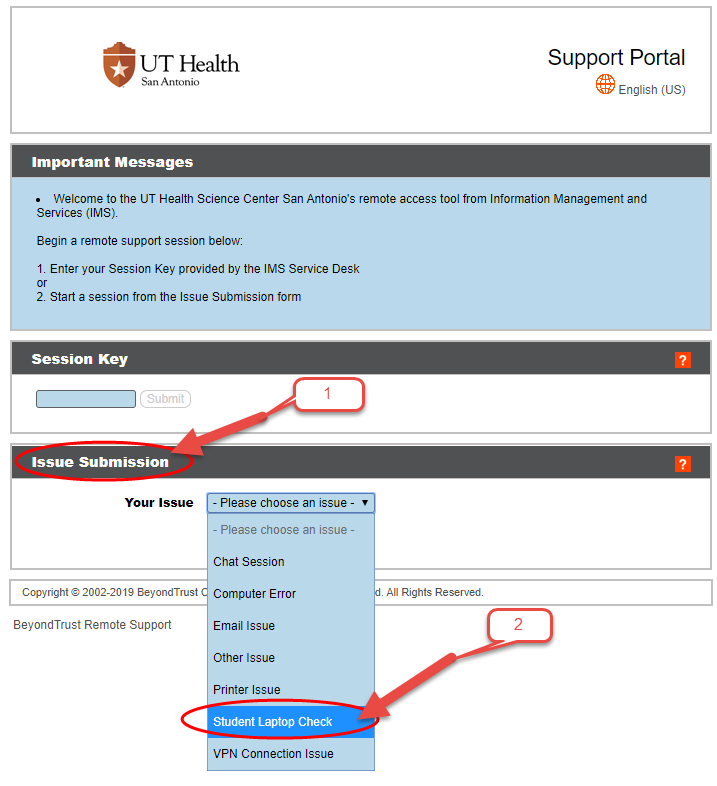 UT Health
San Antonio
Support Portal
English (US)
Important Messages
• Welcome to the UT Health Science Center San Antonio's remote access tool from Information Management and
Services (IMS).
Begin a remote support session below:
1. Enter your Session Key provided by the IMS Service Desk
or
2. Start a session from the Issue Submission form
Session Key
?
Submit
1
Issue Submission
?
Your Issue
- Please choose an issue - ▼
- Please choose an issue -
Chat Session
Computer Error
Email Issue
Other Issue
Printer Issue
Student Laptop Check
VPN Connection Issue
Copyright © 2002-2019 BeyondTrust C
d. All Rights Reserved.
BeyondTrust Remote Support
2